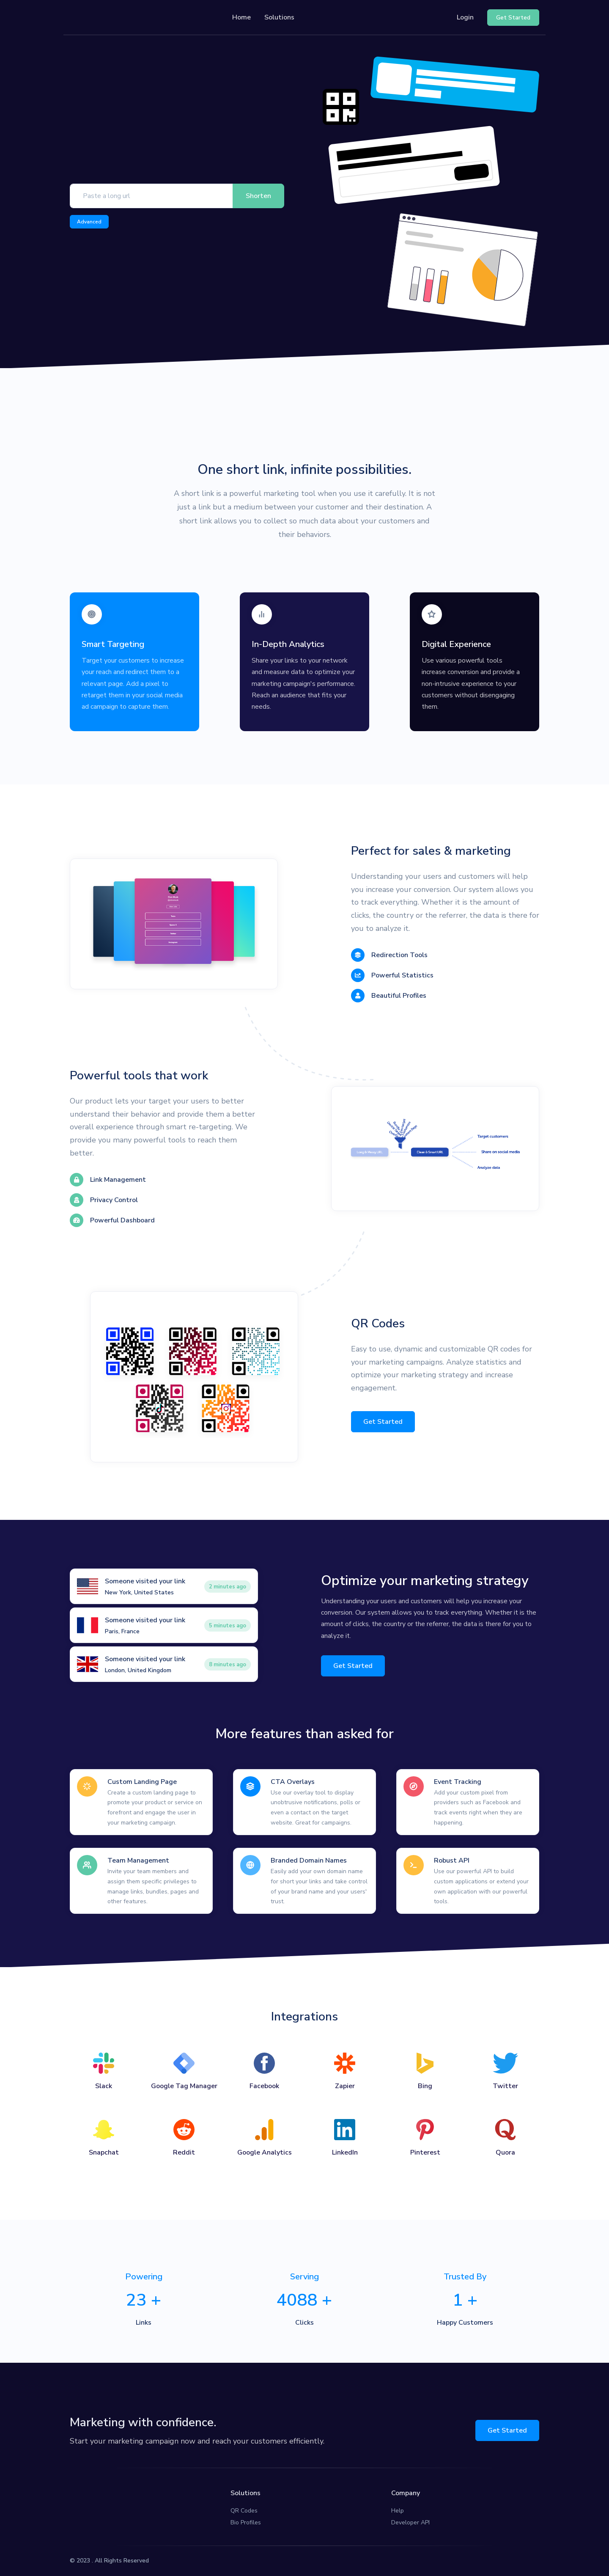 Home Solutions Login Get Started
Paste a long url Shorten
Advanced
One short link, infinite possibilities.
A short link is a powerful marketing tool when you use it carefully. It is not
just a link but a medium between your customer and their destination. A
short link allows you to collect so much data about your customers and
their behaviors.
Smart Targeting
Target your customers to increase
your reach and redirect them to a
relevant page. Add a pixel to
retarget them in your social media
ad campaign to capture them.
In-Depth Analytics
Share your links to your network
and measure data to optimize your
marketing campaign's performance.
Reach an audience that fits your
needs.
Digital Experience
Use various powerful tools
increase conversion and provide a
non-intrusive experience to your
customers without disengaging
them.
Perfect for sales & marketing
Understanding your users and customers will help
you increase your conversion. Our system allows you
to track everything. Whether it is the amount of
clicks, the country or the referrer, the data is there for
you to analyze it.
Redirection Tools
Powerful Statistics
Beautiful Profiles
Powerful tools that work
Our product lets your target your users to better
understand their behavior and provide them a better
overall experience through smart re-targeting. We
provide you many powerful tools to reach them
better.
Link Management
Privacy Control
Powerful Dashboard
Target customers
Share on social media
Analyze data
QR Codes
Easy to use, dynamic and customizable QR codes for
your marketing campaigns. Analyze statistics and
optimize your marketing strategy and increase
engagement.
Get Started
Someone visited your link
New York, United States
2 minutes ago
Someone visited your link
Paris, France
5 minutes ago
Someone visited your link
London, United Kingdom
8 minutes ago
Optimize your marketing strategy
Understanding your users and customers will help you increase your
conversion. Our system allows you to track everything. Whether it is the
amount of clicks, the country or the referrer, the data is there for you to
analyze it.
Get Started
More features than asked for
Custom Landing Page
Create a custom landing page to
promote your product or service on
forefront and engage the user in
your marketing campaign.
CTA Overlays
Use our overlay tool to display
unobtrusive notifications, polls or
even a contact on the target
website. Great for campaigns.
Event Tracking
Add your custom pixel from
providers such as Facebook and
track events right when they are
happening.
Team Management
Invite your team members and
assign them specific privileges to
manage links, bundles, pages and
other features.
Branded Domain Names
Easily add your own domain name
for short your links and take control
of your brand name and your users'
trust.
Robust API
Use our powerful API to build
custom applications or extend your
own application with our powerful
tools.
Integrations
Slack Google Tag Manager Facebook Zapier Bing Twitter
Snapchat Reddit Google Analytics LinkedIn Pinterest Quora
Powering
23 +
Links
Serving
4088 +
Clicks
Trusted By
1 +
Happy Customers
Marketing with confidence.
Start your marketing campaign now and reach your customers efficiently.
Get Started
Solutions
QR Codes
Bio Profiles
Company
Help
Developer API
© 2023 . All Rights Reserved